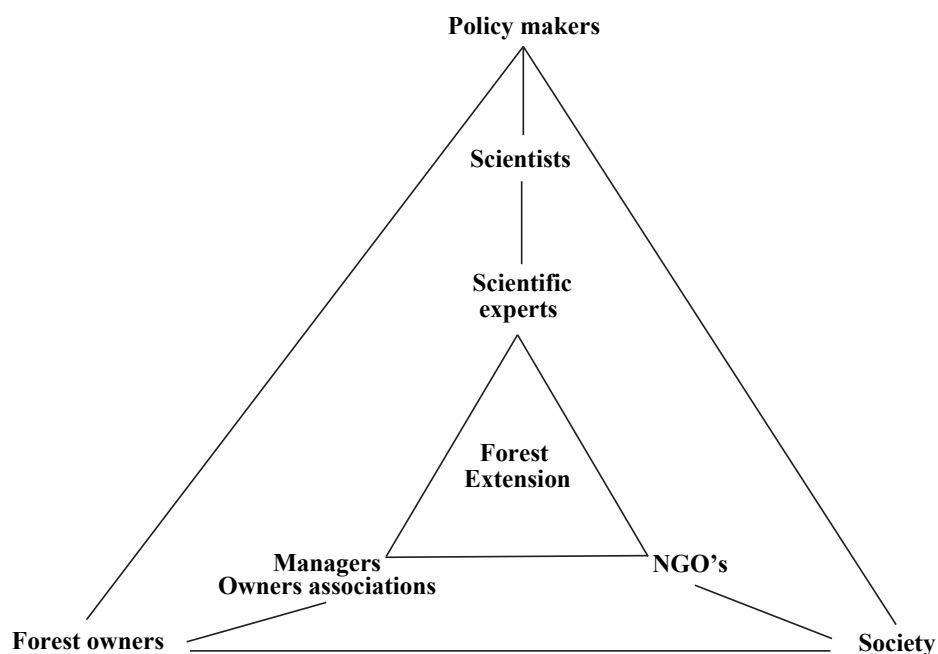 Policy makers
Scientists
Scientific
experts
Forest
Extension
Managers
Owners associations
NGO’s
Forest owners
Society